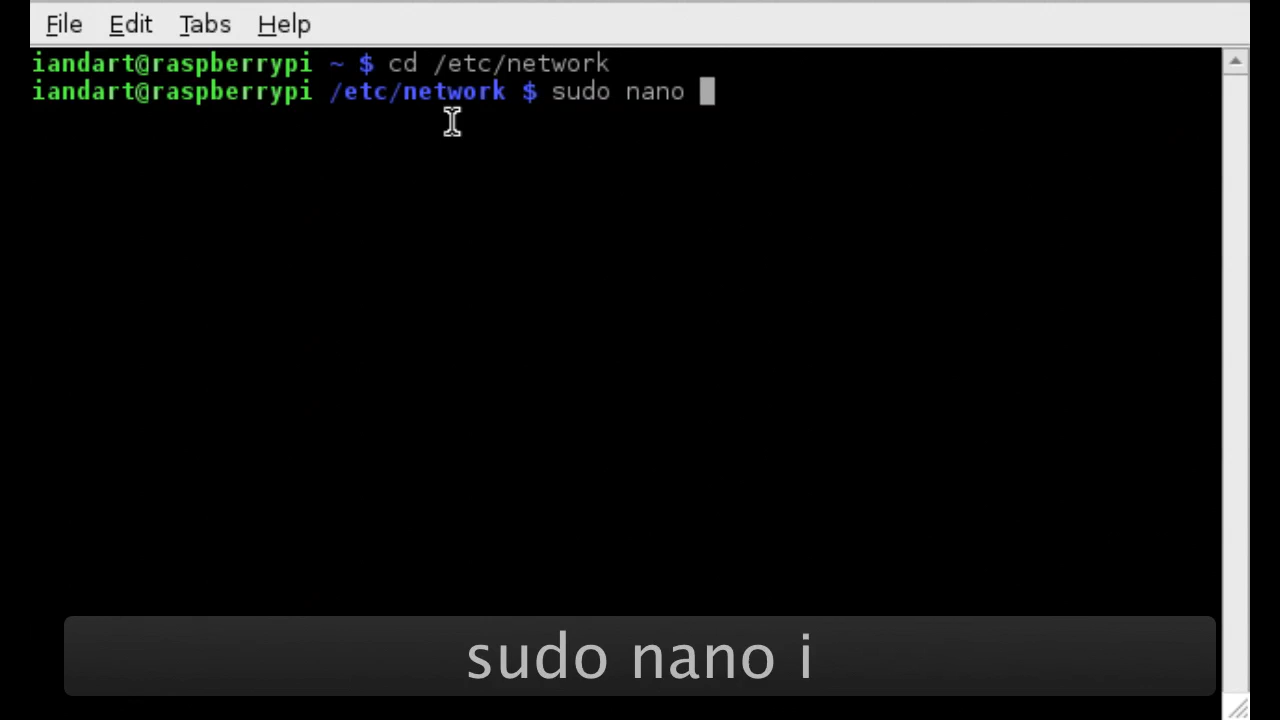 File Edit Tabs Help
iandart@raspberrypi ~ $ cd /etc/network
iandart@raspberrypi /etc/network $ sudo nano
sudo nano i